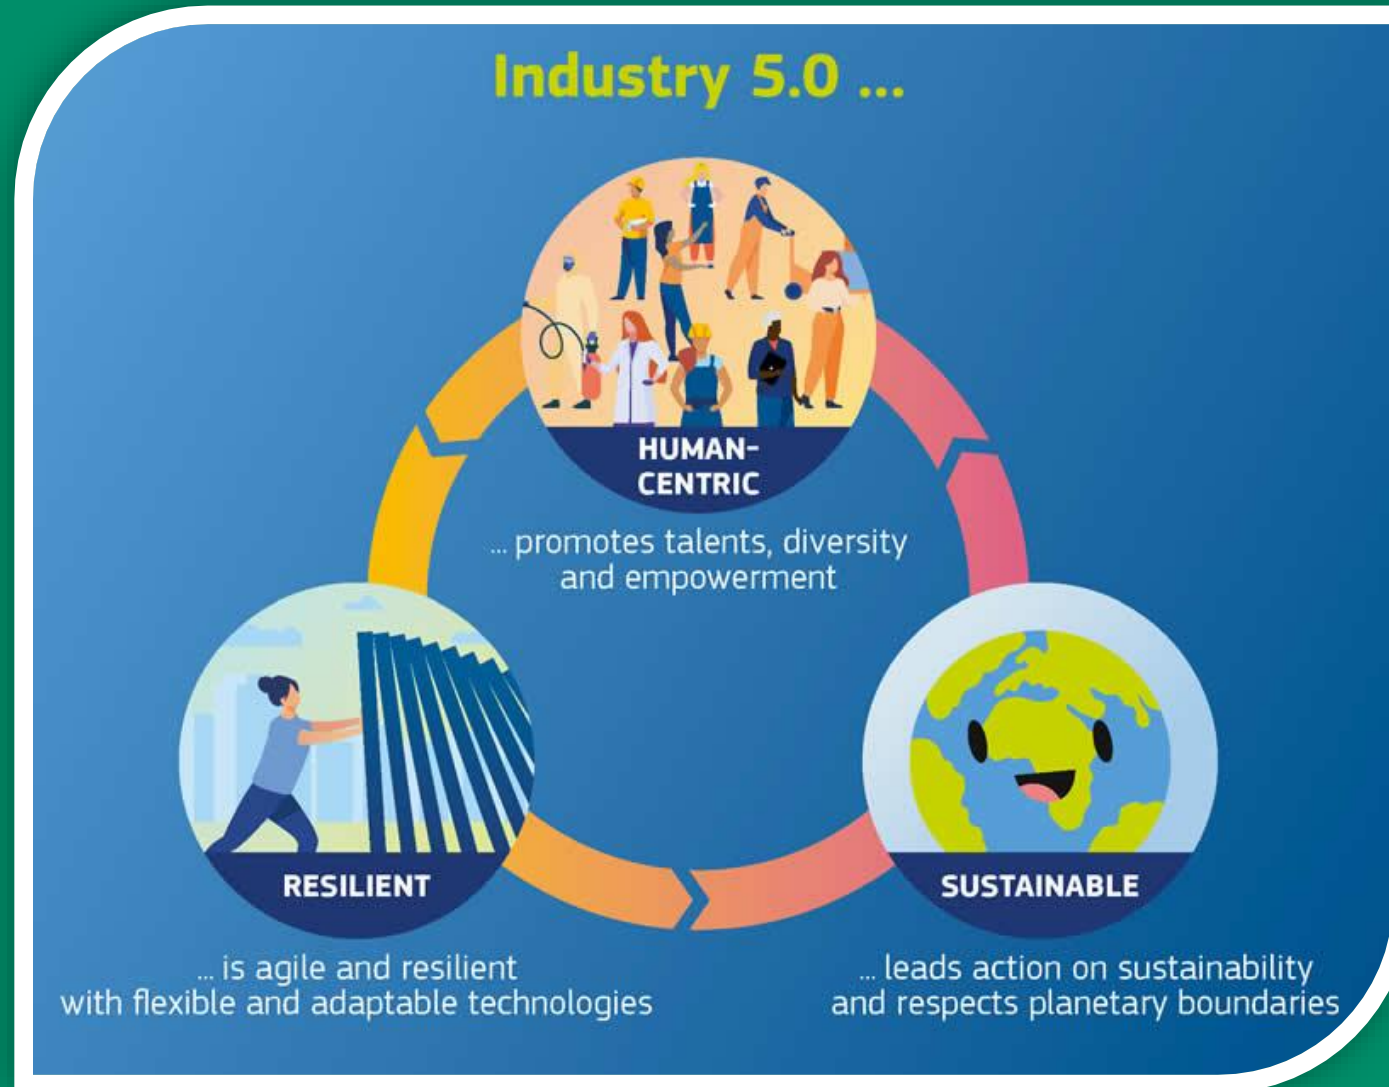 Industry 5.0 ...
HUMAN-
CENTRIC
... promotes talents, diversity
and empowerment
RESILIENT
... is agile and resilient
with flexible and adaptable technologies
SUSTAINABLE
... leads action on sustainability
and respects planetary boundaries